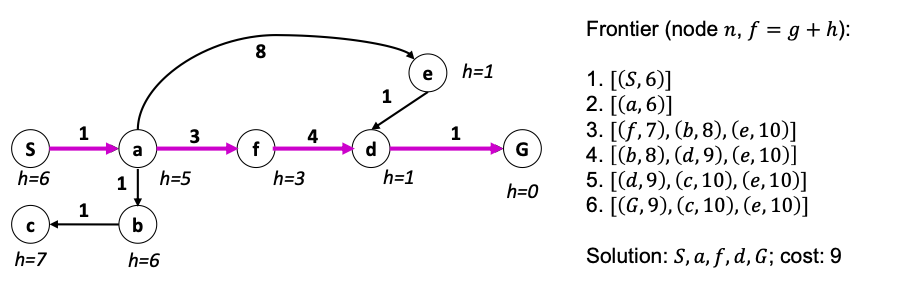 Frontier (node n, f = g + h):
8
e h=1
1
1 3 4 1
S a f d G
h=6 h=5 h=3 h=1 h=0
1
1
c b
h=7 h=6
1. [(S, 6)]
2. [(a, 6)]
3. [(f, 7), (b, 8), (e, 10)]
4. [(b, 8), (d, 9), (e, 10)]
5. [(d, 9), (c, 10), (e, 10)]
6. [(G, 9), (c, 10), (e, 10)]
Solution: S, a, f, d, G; cost: 9